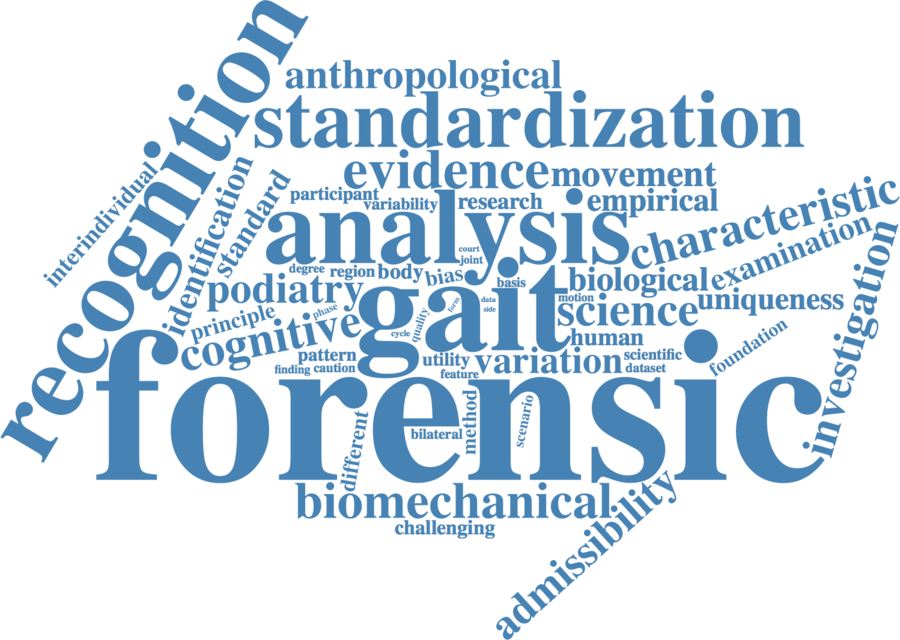 recognition
anthropological
standardization
evidence
movement
interindividual
identification
standard
participant
variability
research
empirical
analysis
characteristic
court
joint
examination
degree
region
body
bias
basis
biological
podiatry
gait
form
data
side
motion
uniqueness
science
investigation
principle
phase
cognitive
cycle
quality
human
pattern
utility
variation
scientific
foundation
finding
caution
feature
dataset
forensic
different
bilateral
method
scenario
biomechanical
challenging
admissibility